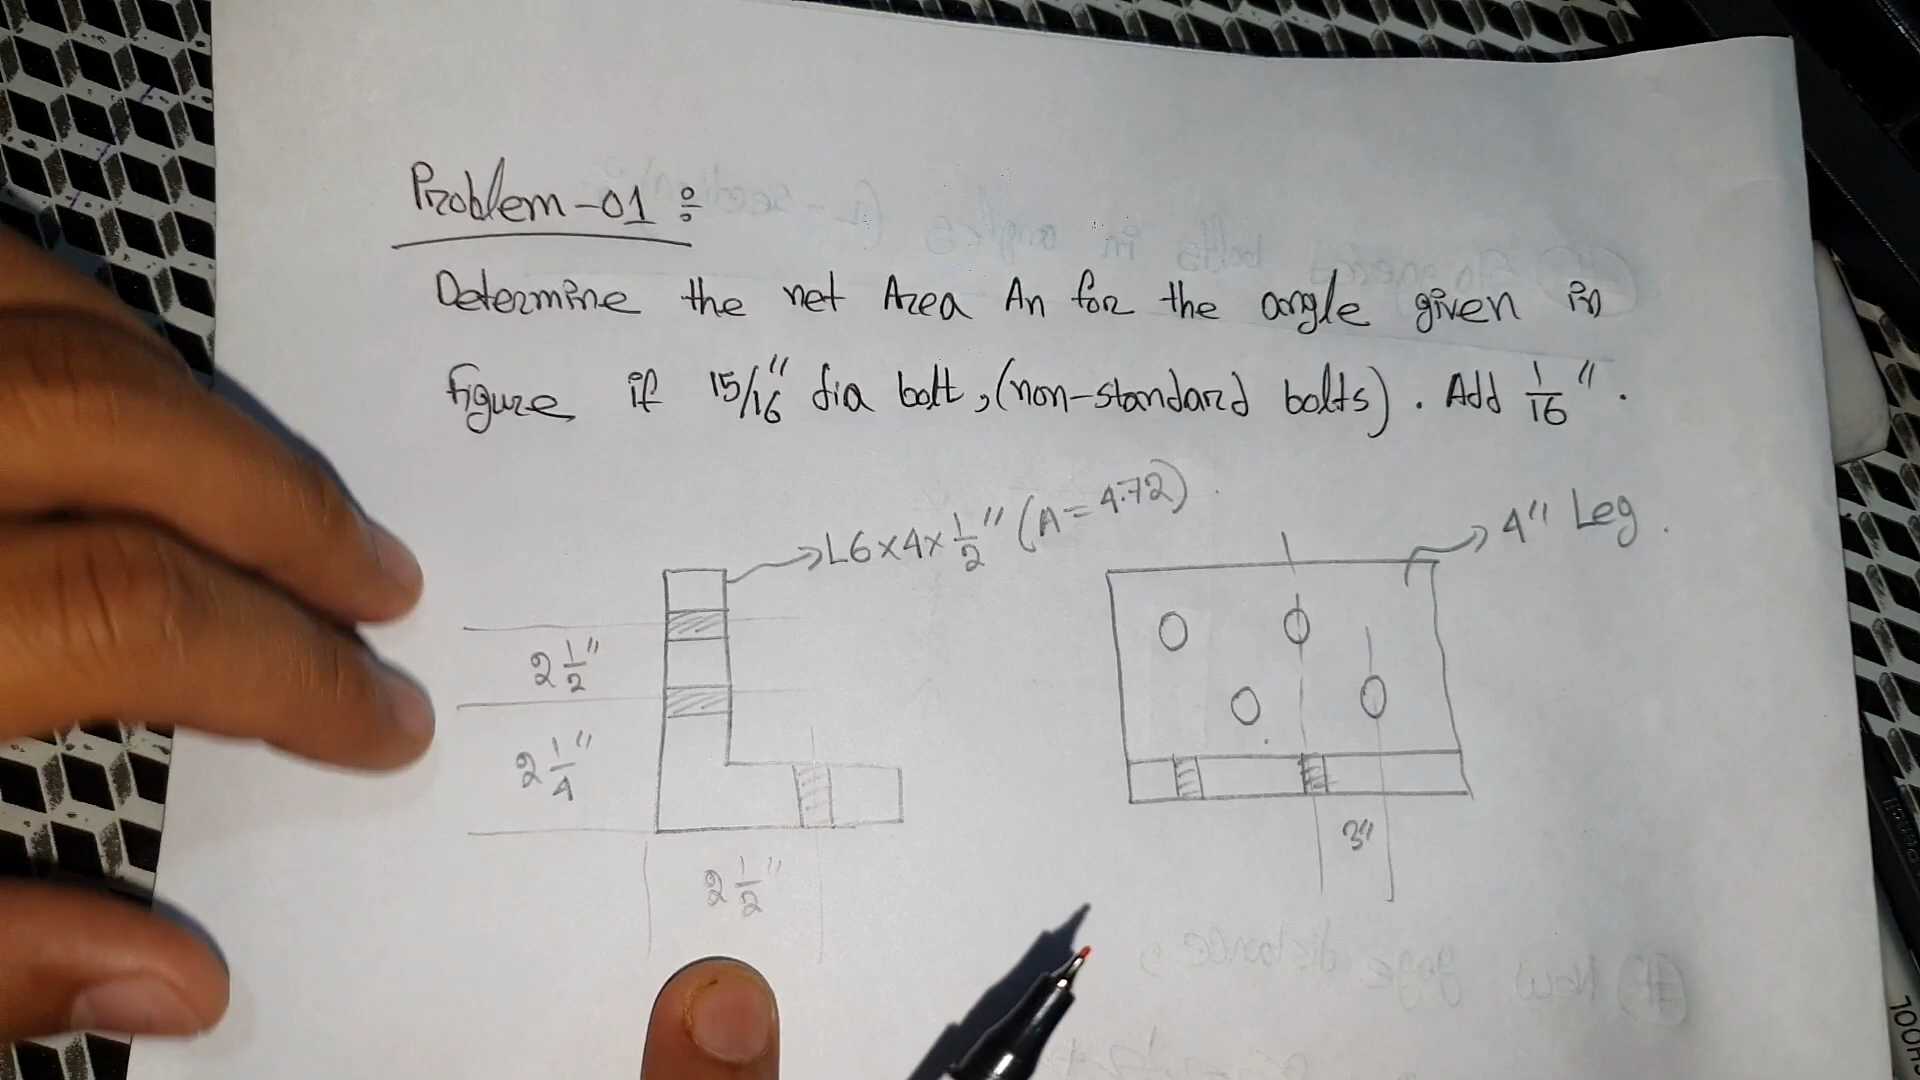 Problem-01 :
Determine the net Area An for the angle given in
figure if 15/16" dia bolt, (non-standard bolts). Add 1/16".
L6×4×1/2" (A=4.72).
4" Leg.
2 1/2"
2 1/4"
2 1/2"
3"